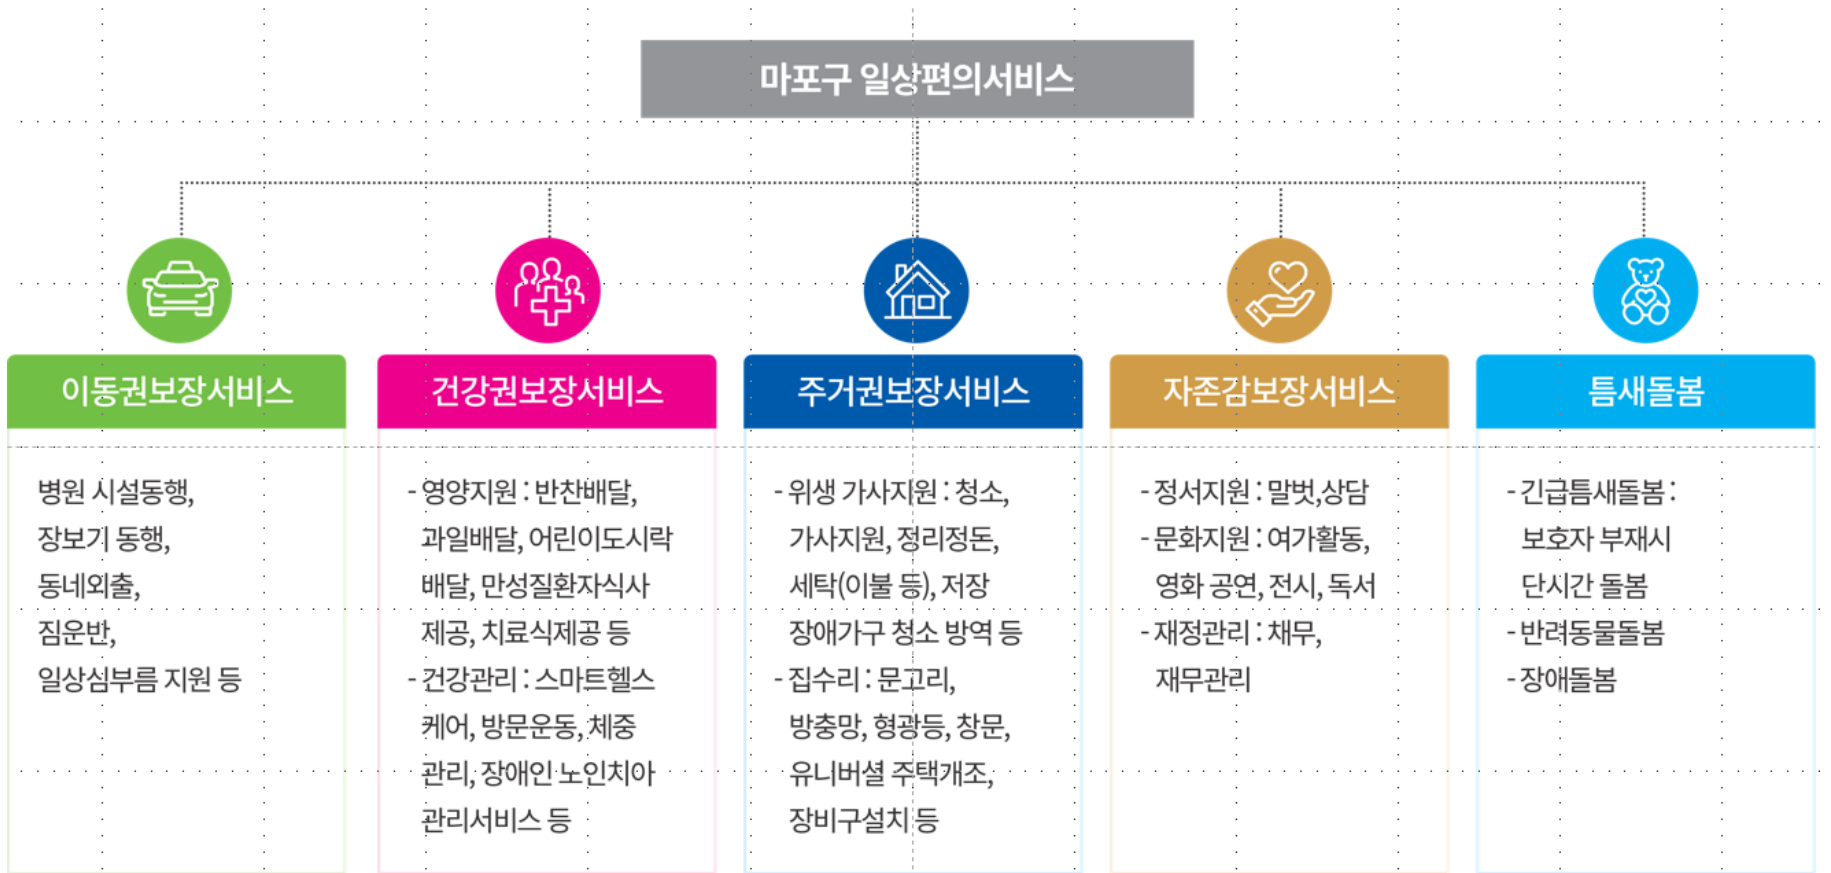 마포구 일상편의서비스
이동권보장서비스
병원 시설동행,
장보기 동행,
동네외출,
짐운반,
일상심부름 지원 등
건강권보장서비스
- 영양지원 : 반찬배달,
과일배달, 어린이도시락
배달, 만성질환자식사
제공, 치료식제공 등
- 건강관리 : 스마트헬스
케어, 방문운동, 체중
관리, 장애인 노인치아
관리서비스 등
주거권보장서비스
- 위생 가사지원 : 청소,
가사지원, 정리정돈,
세탁(이불 등), 저장
장애가구 청소 방역 등
- 집수리 : 문고리,
방충망, 형광등, 창문,
유니버셜 주택개조,
장비구설치 등
자존감보장서비스
- 정서지원 : 말벗,상담
- 문화지원 : 여가활동,
영화 공연, 전시, 독서
- 재정관리 : 채무,
재무관리
틈새돌봄
- 긴급틈새돌봄 :
보호자 부재시
단시간 돌봄
- 반려동물돌봄
- 장애돌봄